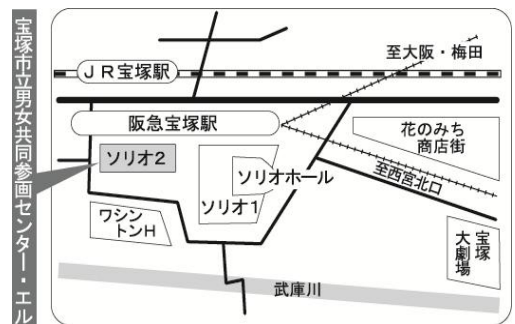 宝塚市立男女共同参画センター・エル
至大阪・梅田
JR宝塚駅
阪急宝塚駅
花のみち
商店街
ソリオ2
ソリオホール
ソリオ1
至西宮北口
ワシン
トンH
宝塚
大劇場
武庫川